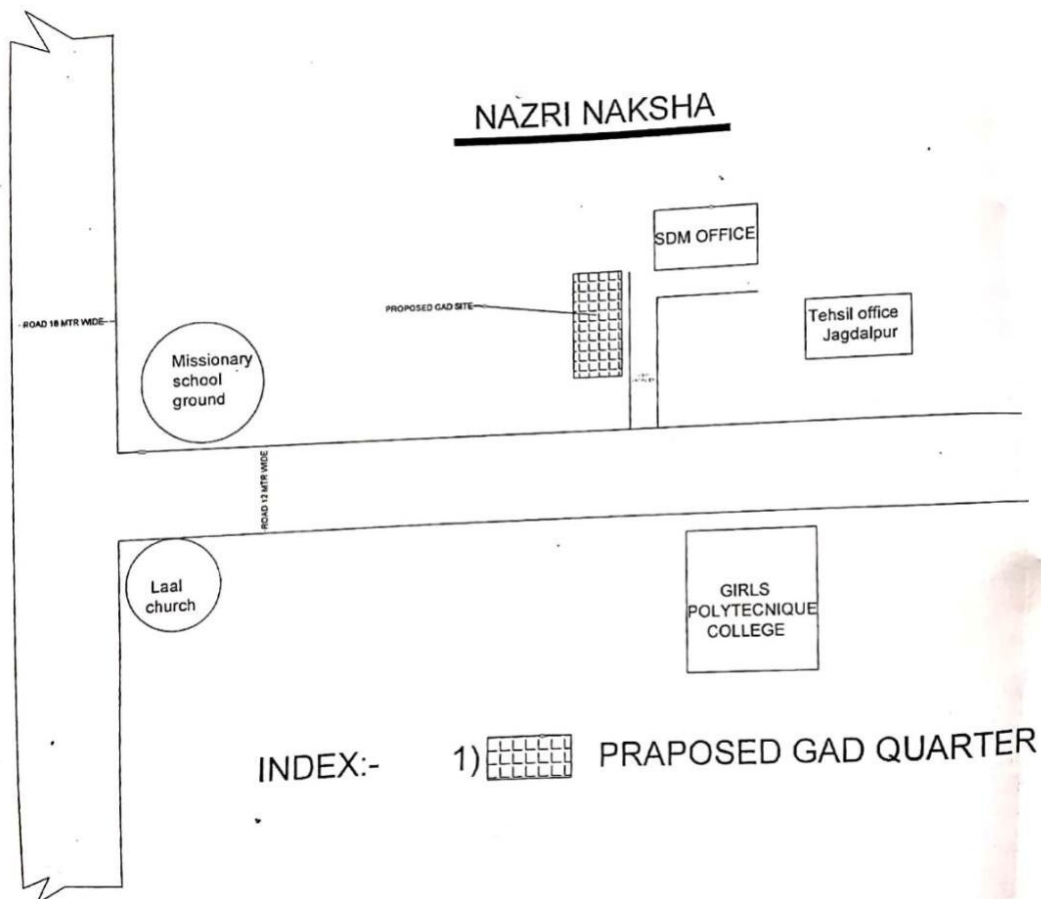 NAZRI NAKSHA
SDM OFFICE
PROPOSED GAD SITE
ROAD 18 MTR WIDE
Tehsil office
Jagdalpur
Missionary
school
ground
ROAD 12 MTR WIDE
Laal
church
GIRLS
POLYTECNIQUE
COLLEGE
INDEX:- 1) PRAPOSED GAD QUARTER